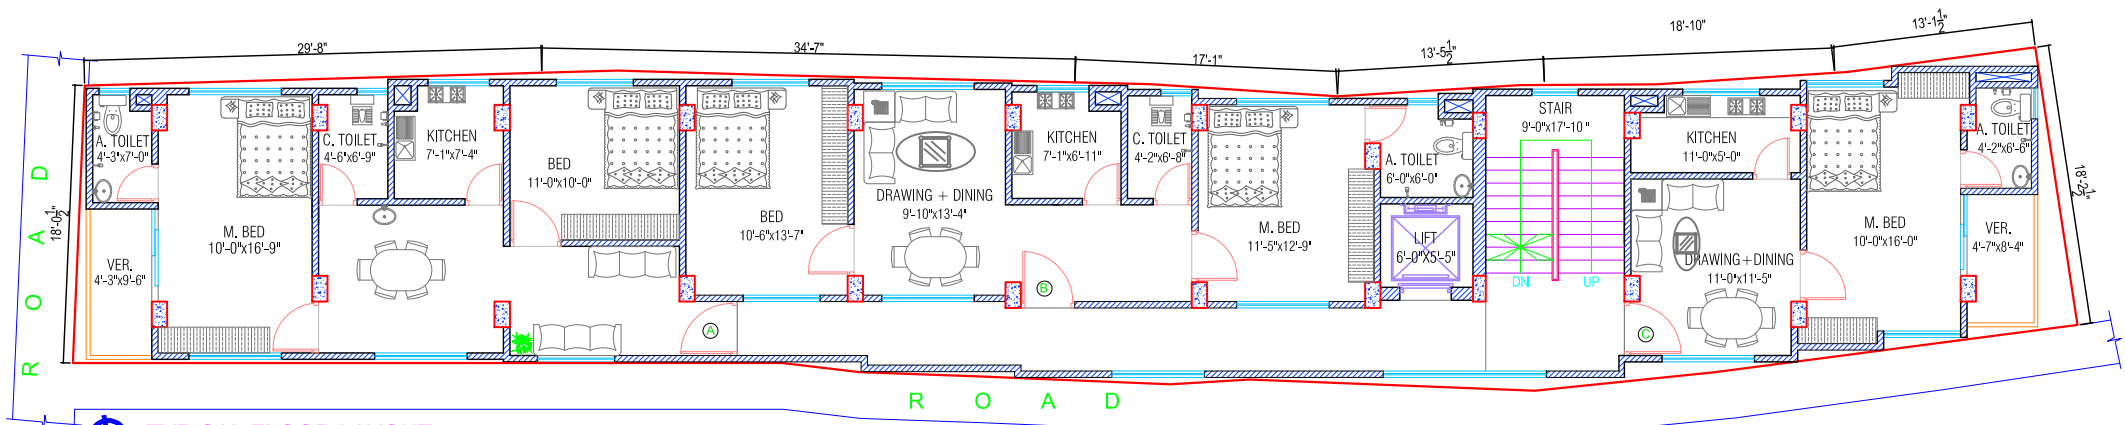 29'-8"
34'-7"
17'-1"
13'-5½"
18'-10"
13'-1½"
ROAD
18'-0½"
A. TOILET
4'-3"x7'-0"
VER.
4'-3"x9'-6"
M. BED
10'-0"x16'-9"
C. TOILET
4'-6"x6'-9"
KITCHEN
7'-1"x7'-4"
BED
11'-0"x10'-0"
A
BED
10'-6"x13'-7"
DRAWING + DINING
9'-10"x13'-4"
KITCHEN
7'-1"x6'-11"
B
C. TOILET
4'-2"x6'-8"
M. BED
11'-5"x12'-9"
A. TOILET
6'-0"x6'-0"
LIFT
6'-0"X5'-5"
STAIR
9'-0"x17'-10"
DN
UP
KITCHEN
11'-0"x5'-0"
DRAWING+DINING
11'-0"x11'-5"
C
M. BED
10'-0"x16'-0"
A. TOILET
4'-2"x6'-6"
VER.
4'-7"x8'-4"
18'-2½"
ROAD